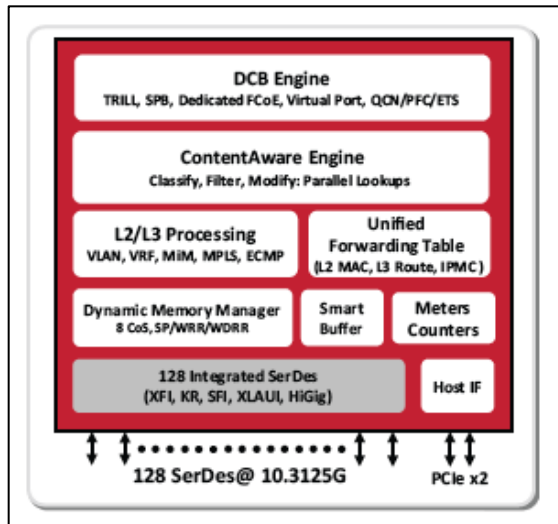 DCB Engine
TRILL, SPB, Dedicated FCoE, Virtual Port, QCN/PFC/ETS
ContentAware Engine
Classify, Filter, Modify: Parallel Lookups
L2/L3 Processing
VLAN, VRF, MiM, MPLS, ECMP
Unified
Forwarding Table
(L2 MAC, L3 Route, IPMC)
Dynamic Memory Manager
8 CoS, SP/WRR/WDRR
Smart
Buffer
Meters
Counters
128 Integrated SerDes
(XFI, KR, SFI, XLAUI, HiGig)
Host IF
128 SerDes@ 10.3125G
PCIe x2